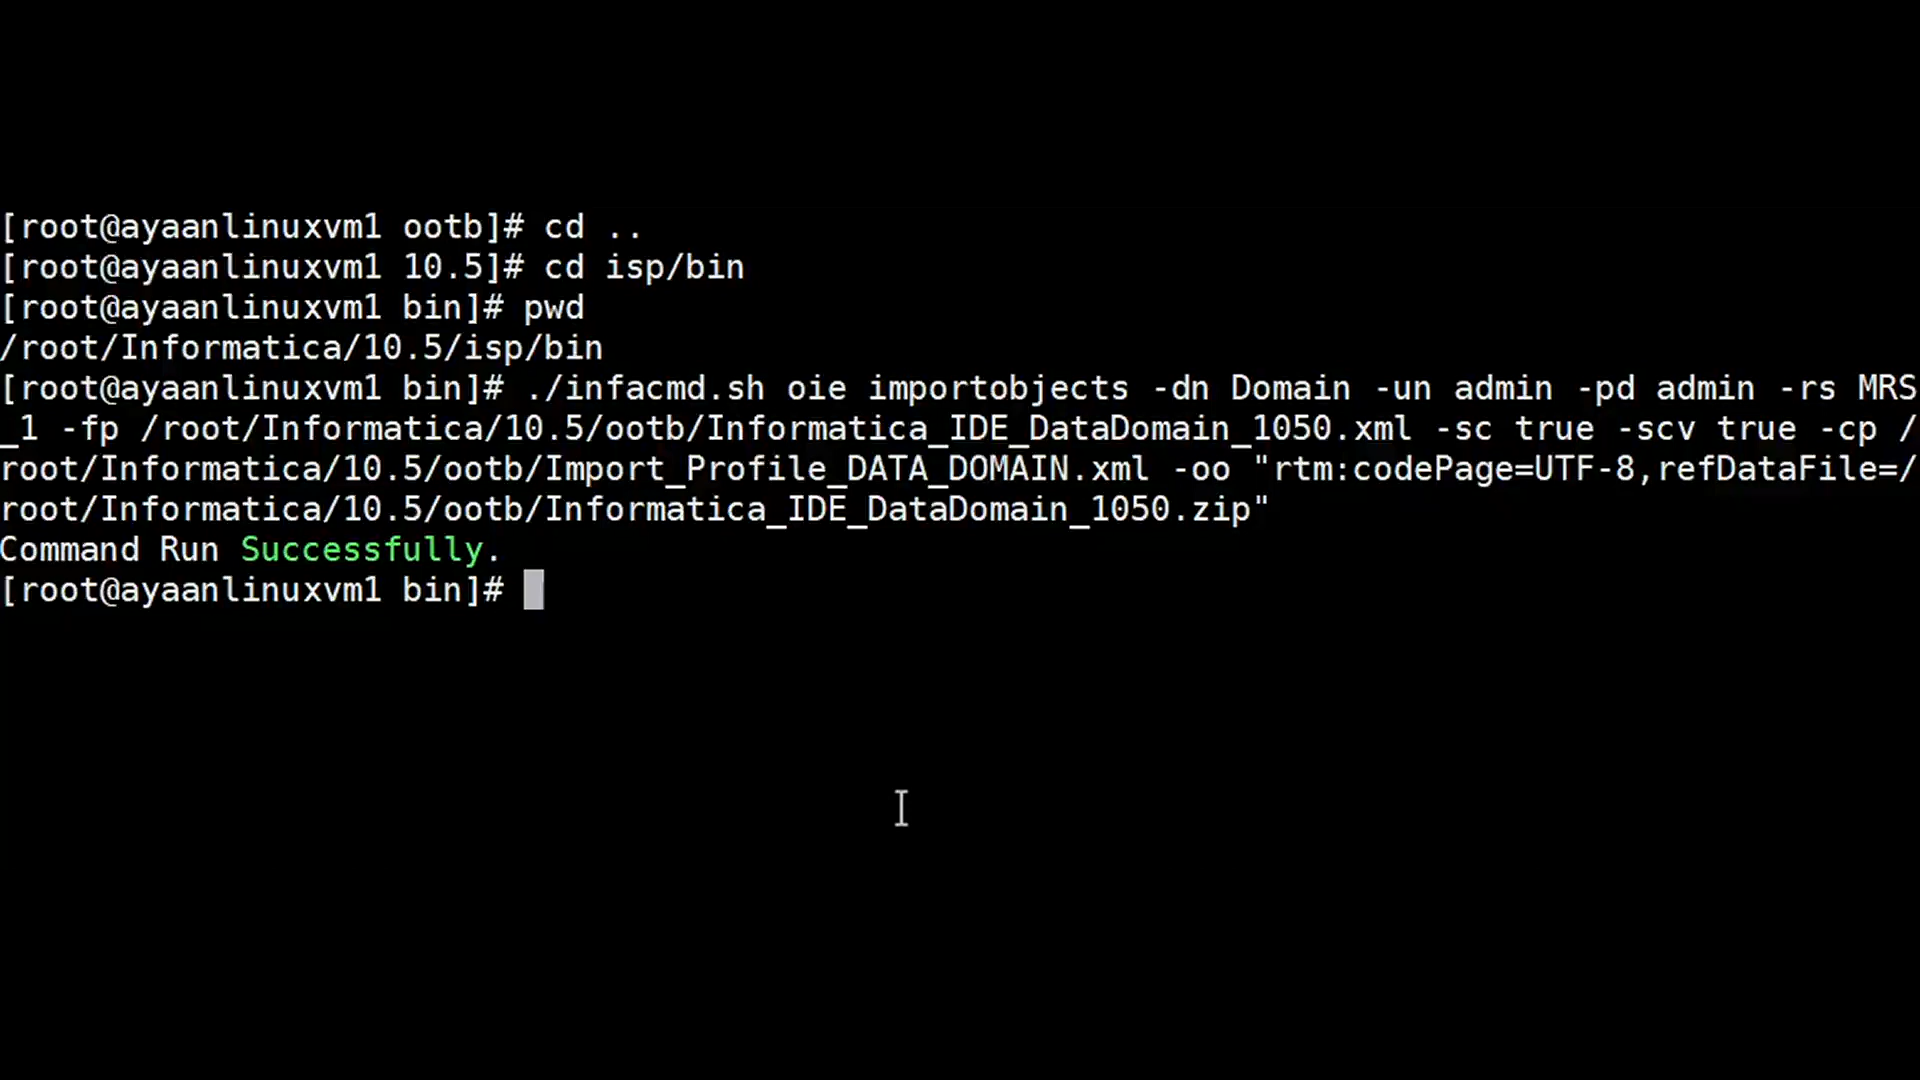 [root@ayaanlinuxvm1 ootb]# cd ..
[root@ayaanlinuxvm1 10.5]# cd isp/bin
[root@ayaanlinuxvm1 bin]# pwd
/root/Informatica/10.5/isp/bin
[root@ayaanlinuxvm1 bin]# ./infacmd.sh oie importobjects -dn Domain -un admin -pd admin -rs MRS
_1 -fp /root/Informatica/10.5/ootb/Informatica_IDE_DataDomain_1050.xml -sc true -scv true -cp /
root/Informatica/10.5/ootb/Import_Profile_DATA_DOMAIN.xml -oo "rtm:codePage=UTF-8,refDataFile=/
root/Informatica/10.5/ootb/Informatica_IDE_DataDomain_1050.zip"
Command Run Successfully.
[root@ayaanlinuxvm1 bin]#